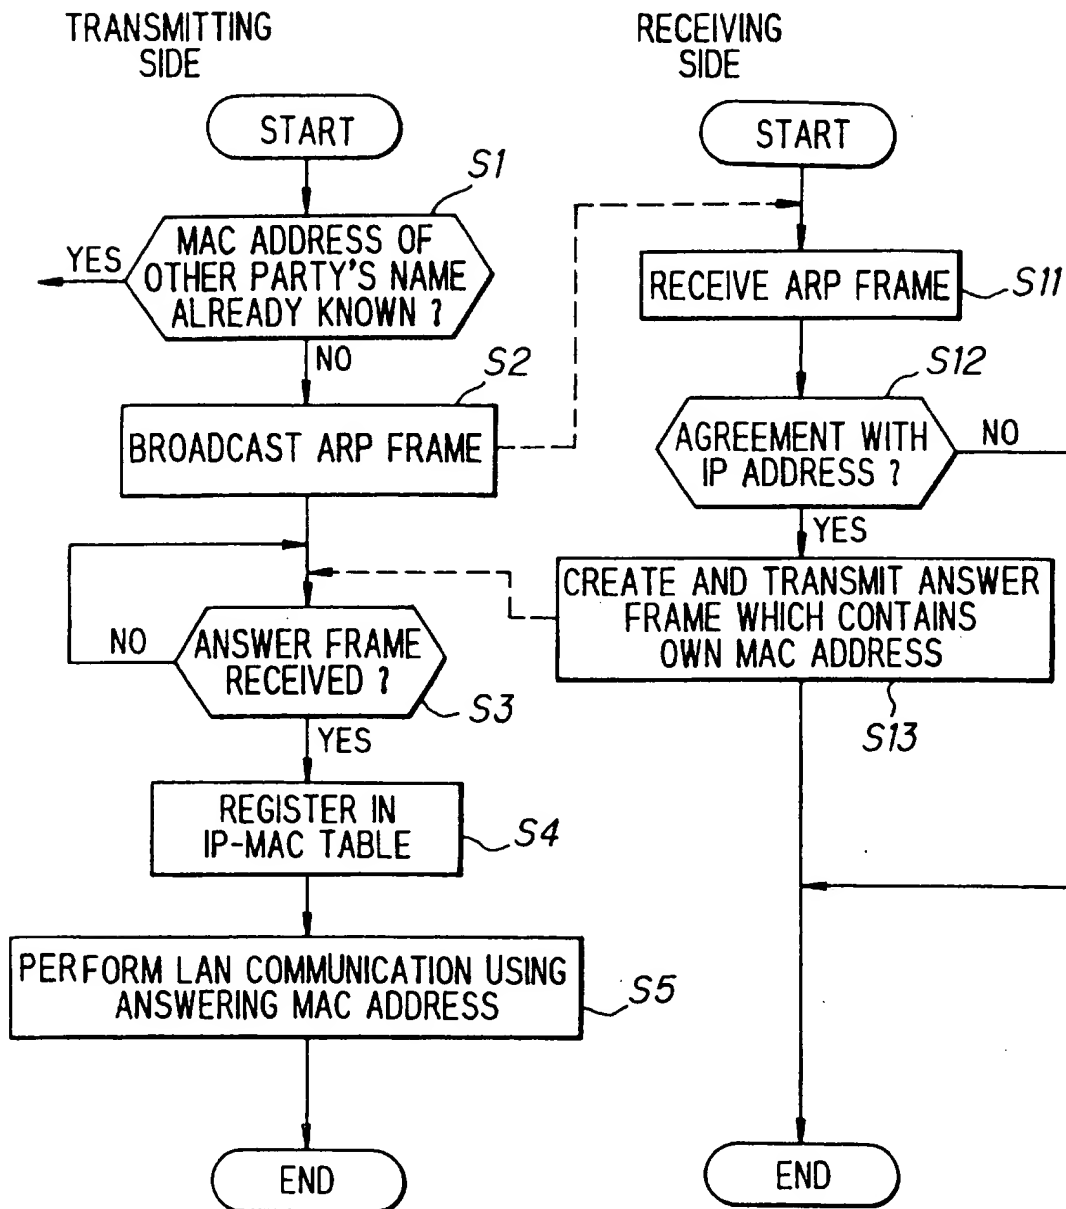 TRANSMITTING
SIDE
START
S1
MAC ADDRESS OF
OTHER PARTY'S NAME
ALREADY KNOWN ?
YES
NO
S2
BROADCAST ARP FRAME
NO
ANSWER FRAME
RECEIVED ?
S3
YES
REGISTER IN
IP-MAC TABLE
S4
PERFORM LAN COMMUNICATION USING
ANSWERING MAC ADDRESS
S5
END
RECEIVING
SIDE
START
RECEIVE ARP FRAME
S11
S12
AGREEMENT WITH
IP ADDRESS ?
NO
YES
CREATE AND TRANSMIT ANSWER
FRAME WHICH CONTAINS
OWN MAC ADDRESS
S13
END